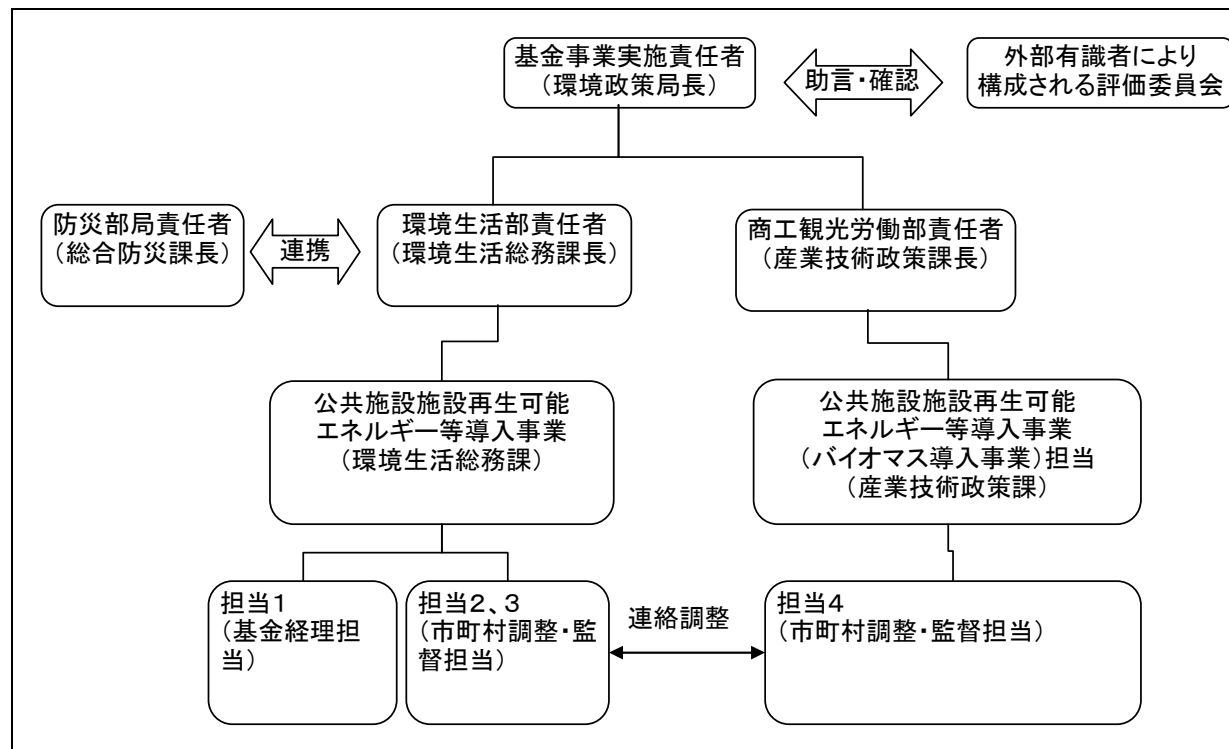 基金事業実施責任者
(環境政策局長)
助言・確認
外部有識者により
構成される評価委員会
防災部局責任者
(総合防災課長)
連携
環境生活部責任者
(環境生活総務課長)
商工観光労働部責任者
(産業技術政策課長)
公共施設施設再生可能
エネルギー等導入事業
(環境生活総務課)
公共施設施設再生可能
エネルギー等導入事業
(バイオマス導入事業)担当
(産業技術政策課)
担当1
(基金経理担
当)
担当2、3
(市町村調整・監
督担当)
連絡調整
担当4
(市町村調整・監督担当)